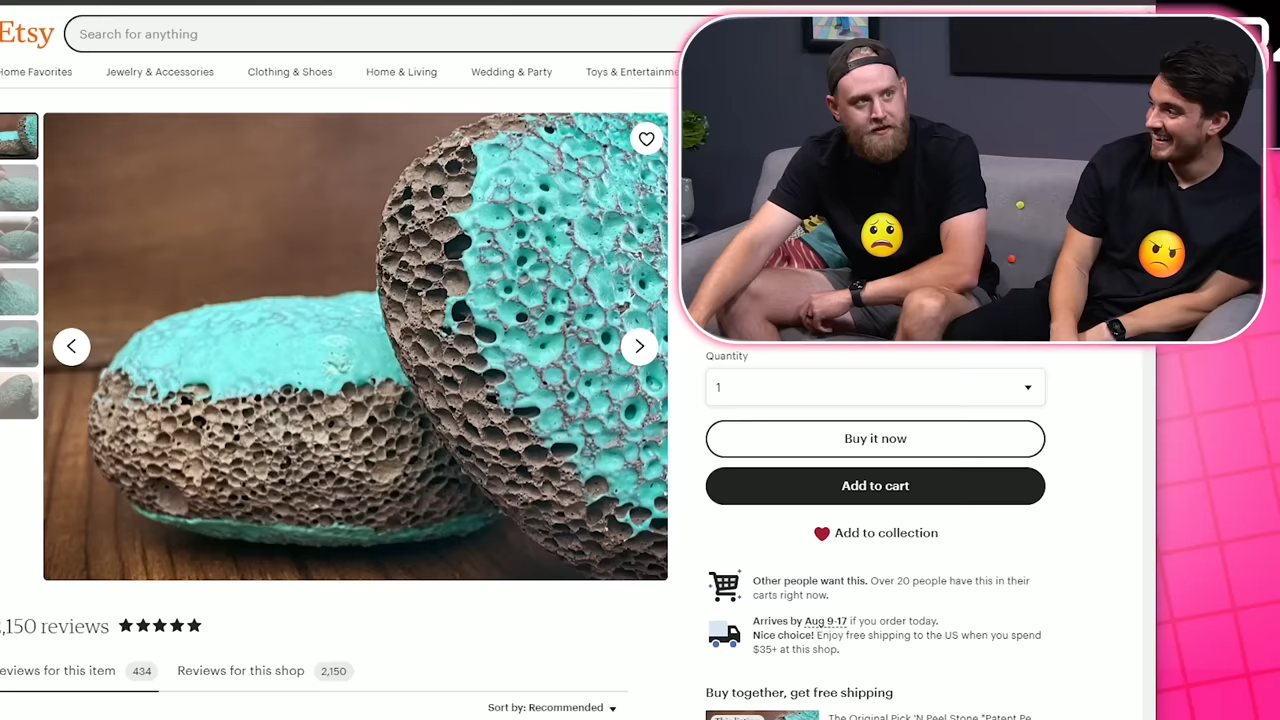 Etsy
Search for anything
Home Favorites
Jewelry & Accessories
Clothing & Shoes
Home & Living
Wedding & Party
Toys & Entertainme
Quantity
1
Buy it now
Add to cart
Add to collection
Other people want this. Over 20 people have this in their
carts right now.
Arrives by Aug 9-17 if you order today.
Nice choice! Enjoy free shipping to the US when you spend
$35+ at this shop.
,150 reviews
eviews for this item 434
Reviews for this shop 2,150
Sort by: Recommended
Buy together, get free shipping
The Original Pick 'N Peel Stone "Patent Pe